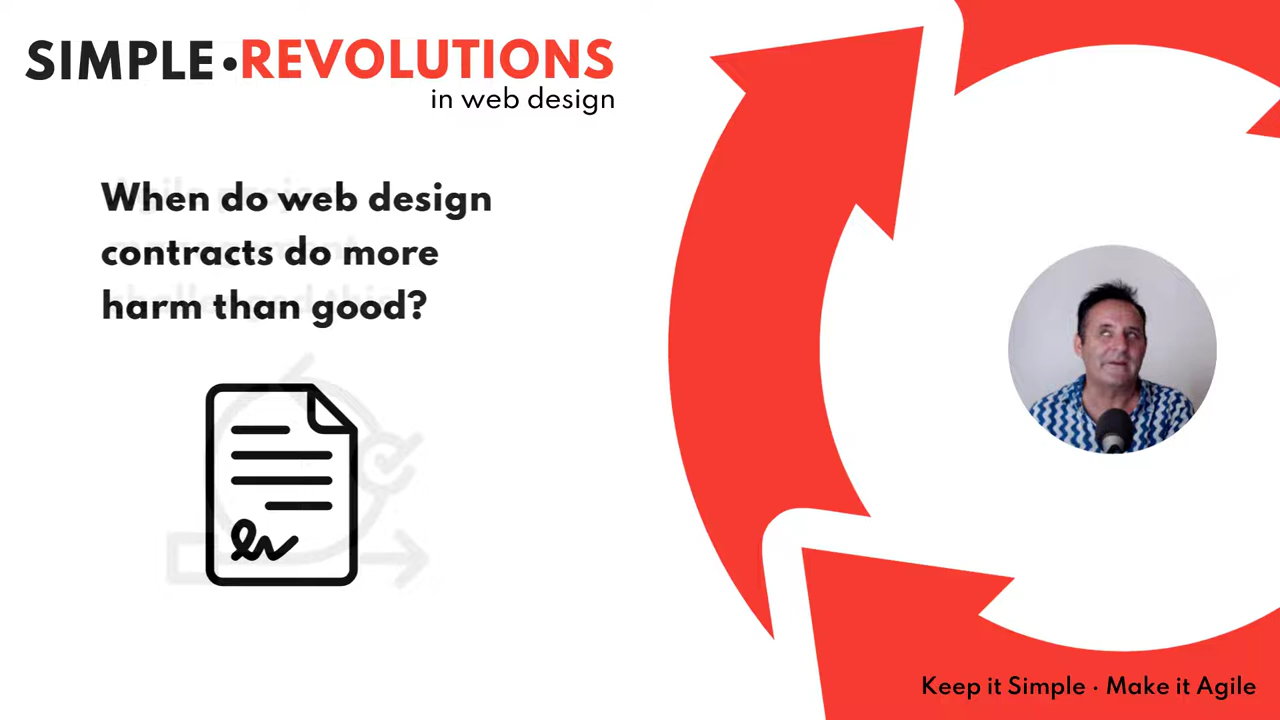 SIMPLE•REVOLUTIONS
in web design
When do web design
contracts do more
harm than good?
Keep it Simple · Make it Agile